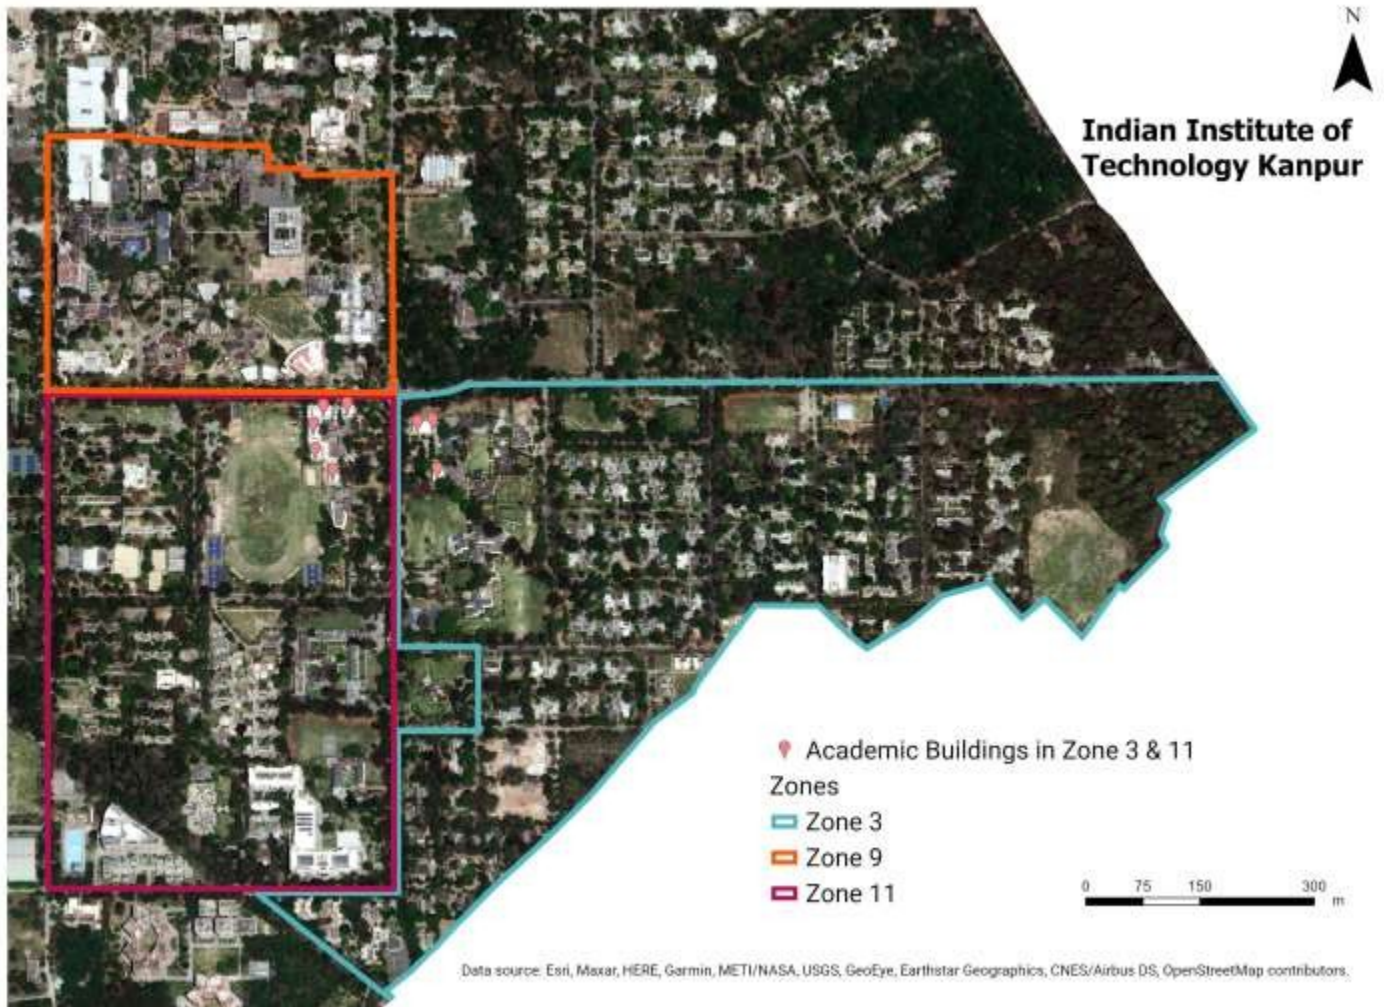 N
Indian Institute of
Technology Kanpur
Academic Buildings in Zone 3 & 11
Zones
Zone 3
Zone 9
Zone 11
0 75 150 300
m
Data source: Esri, Maxar, HERE, Garmin, METI/NASA, USGS, GeoEye, Earthstar Geographics, CNES/Airbus DS, OpenStreetMap contributors.